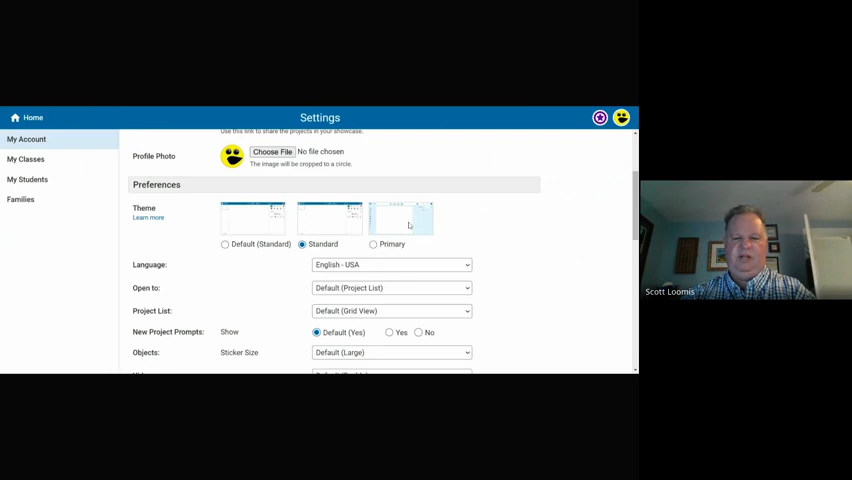 Home
Settings
My Account
My Classes
My Students
Families
Use this link to share the projects in your showcase.
Profile Photo
Choose File No file chosen
The image will be cropped to a circle.
Preferences
Theme
Learn more
Default (Standard) Standard Primary
Language: English - USA
Open to: Default (Project List)
Project List: Default (Grid View)
New Project Prompts: Show Default (Yes) Yes No
Objects: Sticker Size Default (Large)
Scott Loomis